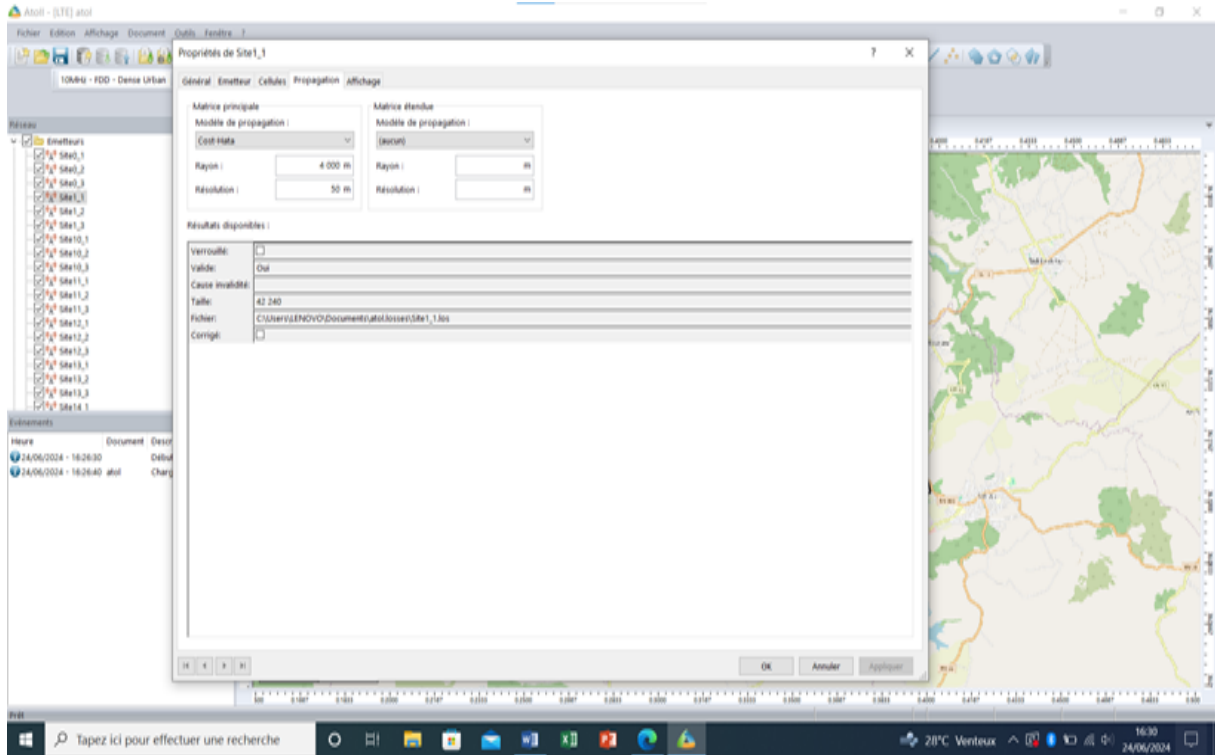 Atoll - [LTE] atol
Fichier Edition Affichage Document Outils Fenêtre ?
10MHz - FDD - Dense Urban
Réseau
Emetteurs
Site0_1
Site0_2
Site0_3
Site1_1
Site1_2
Site1_3
Site10_1
Site10_2
Site10_3
Site11_1
Site11_2
Site11_3
Site12_1
Site12_2
Site12_3
Site13_1
Site13_2
Site13_3
Site14_1
Evénements
Heure Document Descr
24/06/2024 - 16:26:30 Début
24/06/2024 - 16:26:40 atol Charg
Propriétés de Site1_1
? X
Général Emetteur Cellules Propagation Affichage
Matrice principale
Modèle de propagation :
Cost-Hata
Rayon : 4 000 m
Résolution : 50 m
Matrice étendue
Modèle de propagation :
(aucun)
Rayon : m
Résolution : m
Résultats disponibles :
Verrouillé:
Valide: Oui
Cause invalidité:
Taille: 42 240
Fichier: C:\Users\LENOVO\Documents\atol.losses\Site1_1.los
Corrigé:
OK Annuler Appliquer
Prêt
Tapez ici pour effectuer une recherche
28°C Venteux
16:30
24/06/2024